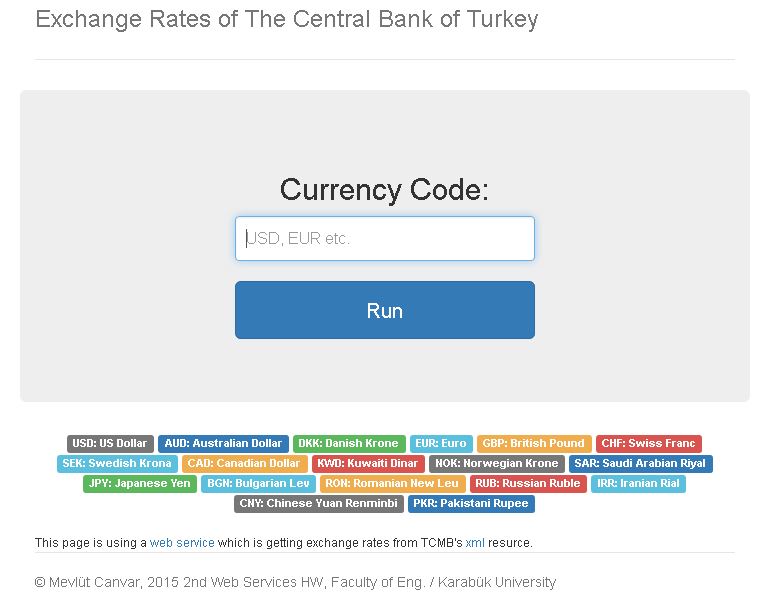 Exchange Rates of The Central Bank of Turkey
Currency Code:
USD, EUR etc.
Run
USD: US Dollar AUD: Australian Dollar DKK: Danish Krone EUR: Euro GBP: British Pound CHF: Swiss Franc
SEK: Swedish Krona CAD: Canadian Dollar KWD: Kuwaiti Dinar NOK: Norwegian Krone SAR: Saudi Arabian Riyal
JPY: Japanese Yen BGN: Bulgarian Lev RON: Romanian New Leu RUB: Russian Ruble IRR: Iranian Rial
CNY: Chinese Yuan Renminbi PKR: Pakistani Rupee
This page is using a web service which is getting exchange rates from TCMB's xml resurce.
© Mevlüt Canvar, 2015 2nd Web Services HW, Faculty of Eng. / Karabük University